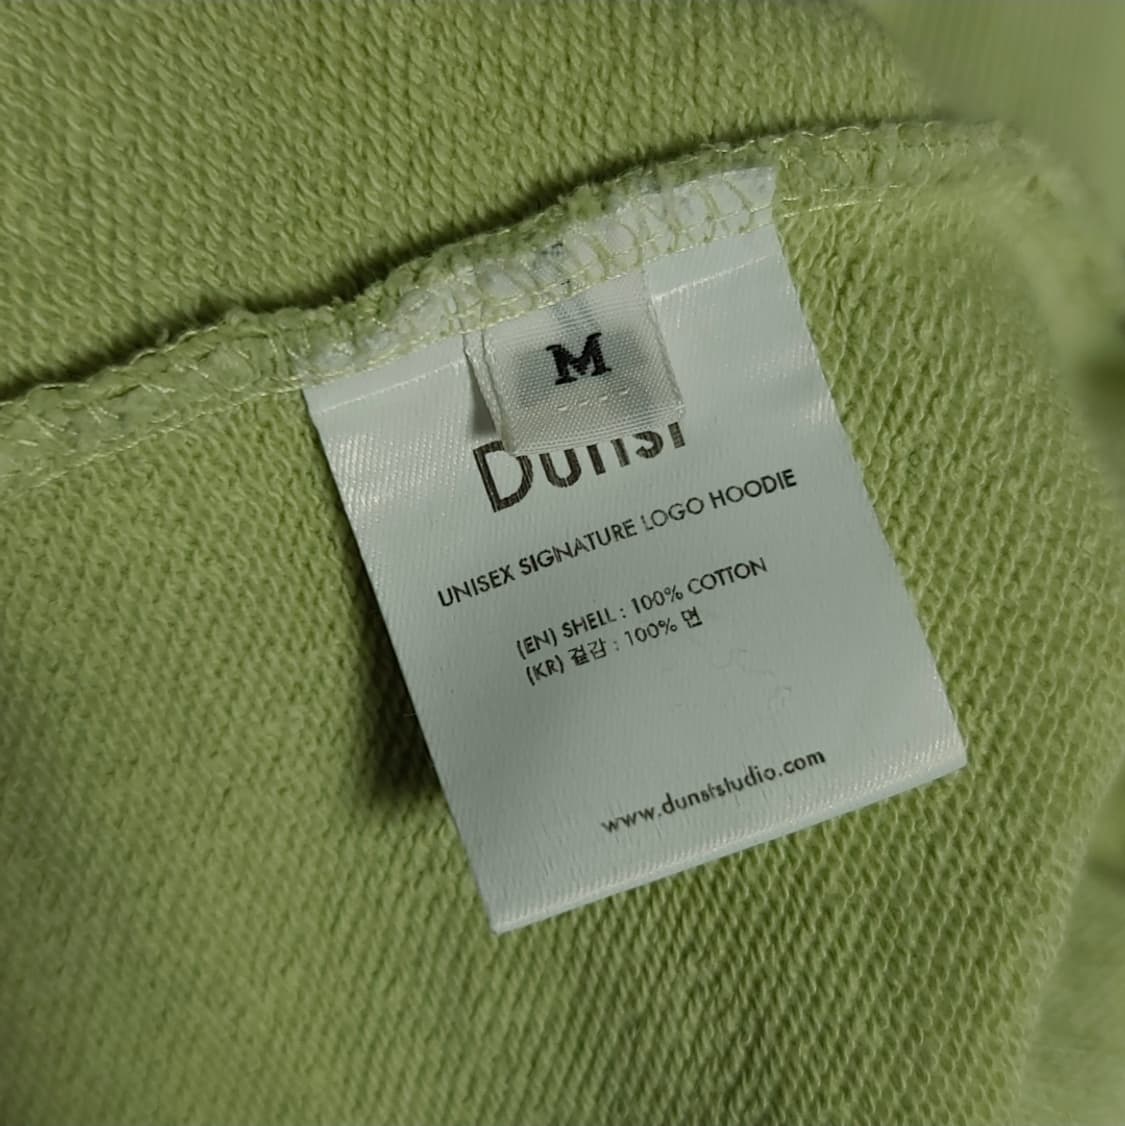 M
Dunst
UNISEX SIGNATURE LOGO HOODIE
(EN) SHELL : 100% COTTON
(KR) 겉감 : 100% 면
www.dunststudio.com